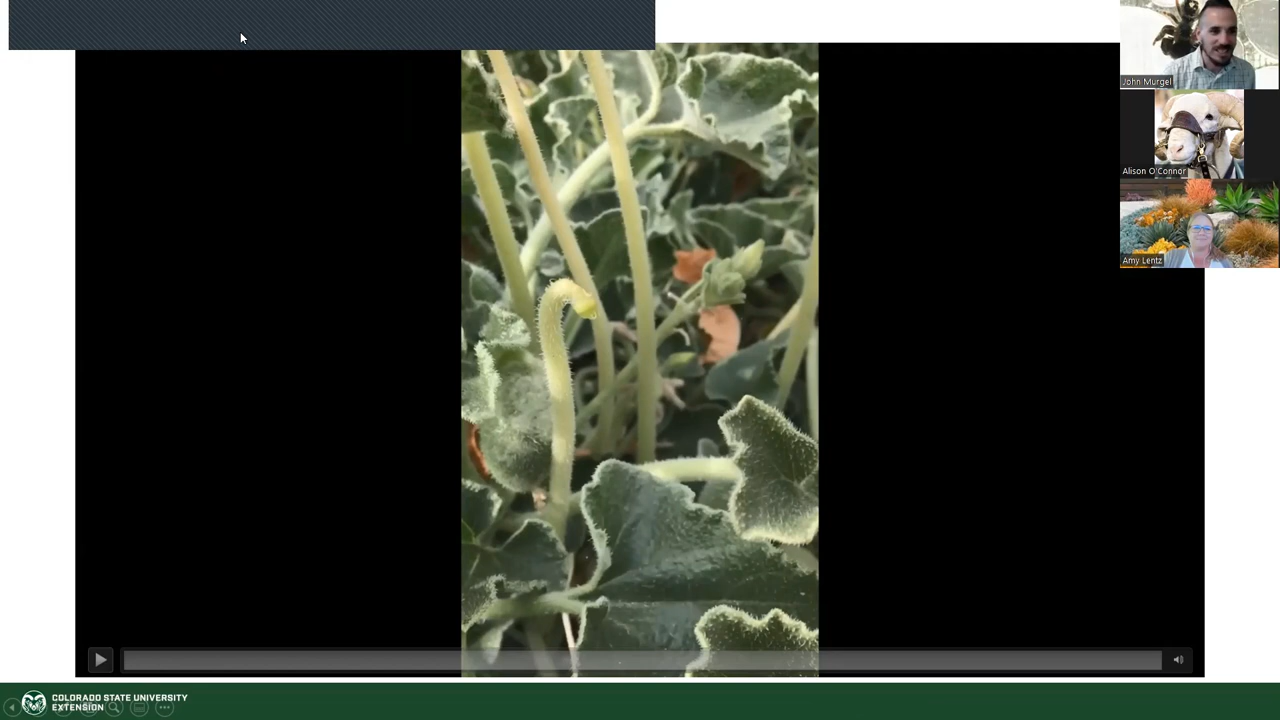 John Murgel
Alison O'Connor
Amy Lentz
COLORADO STATE UNIVERSITY
EXTENSION